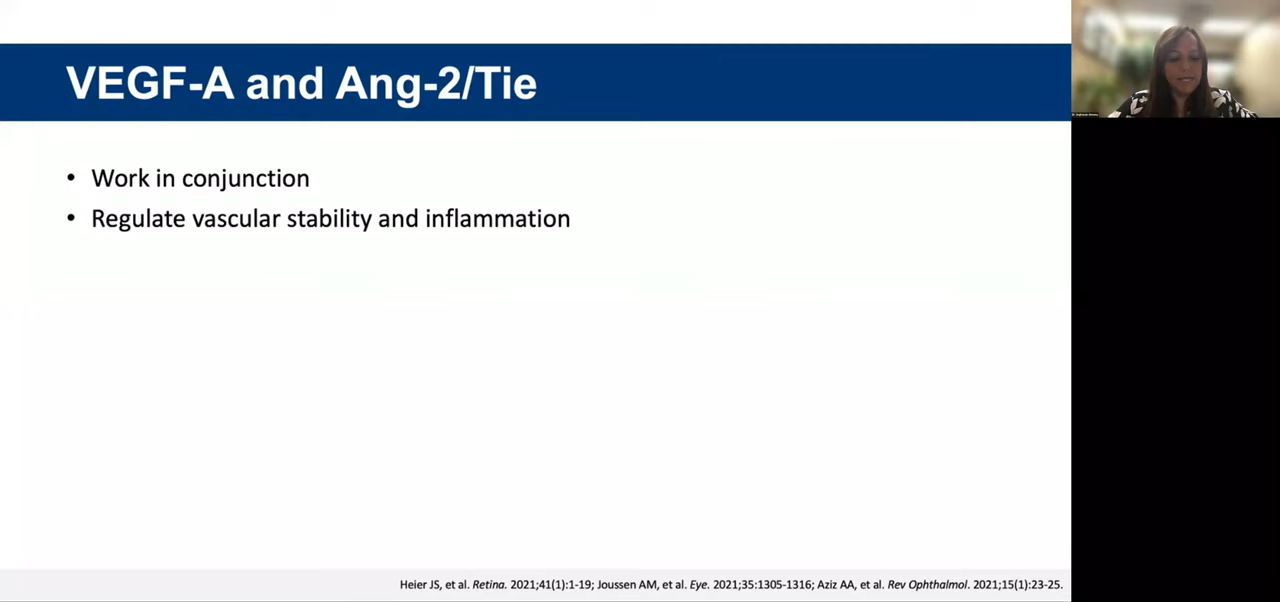 VEGF-A and Ang-2/Tie
• Work in conjunction
• Regulate vascular stability and inflammation
Heier JS, et al. Retina. 2021;41(1):1-19; Joussen AM, et al. Eye. 2021;35:1305-1316; Aziz AA, et al. Rev Ophthalmol. 2021;15(1):23-25.